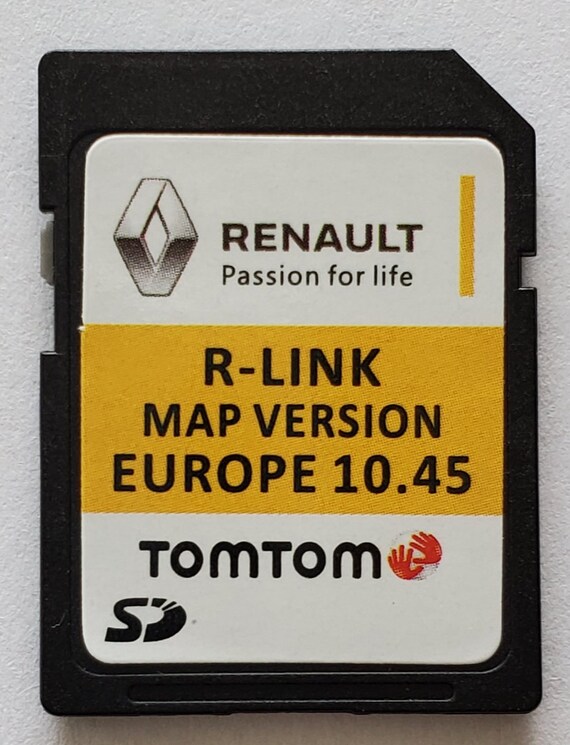 RENAULT
Passion for life
R-LINK
MAP VERSION
EUROPE 10.45
TOMTOM
SD